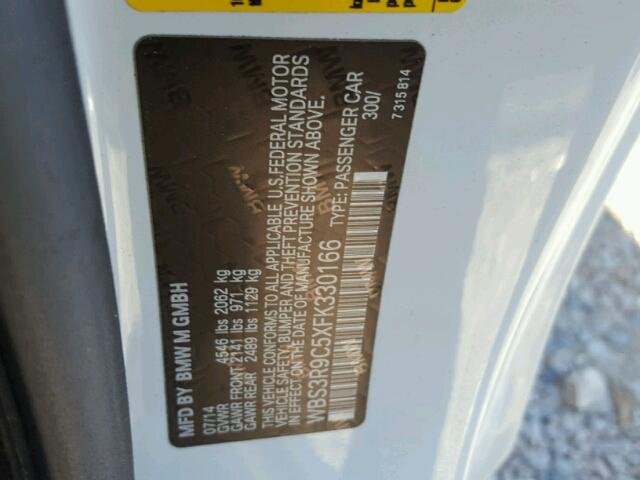 MFD BY BMW M GMBH
07/14
GVWR 4546 lbs 2062 kg
GAWR FRONT 2141 lbs 971 kg
GAWR REAR 2489 lbs 1129 kg
THIS VEHICLE CONFORMS TO ALL APPLICABLE U.S.FEDERAL MOTOR
VEHICLE SAFETY, BUMPER AND THEFT PREVENTION STANDARDS
IN EFFECT ON THE DATE OF MANUFACTURE SHOWN ABOVE.
WBS3R9C5XFK330166 TYPE: PASSENGER CAR
300/
7 315 814